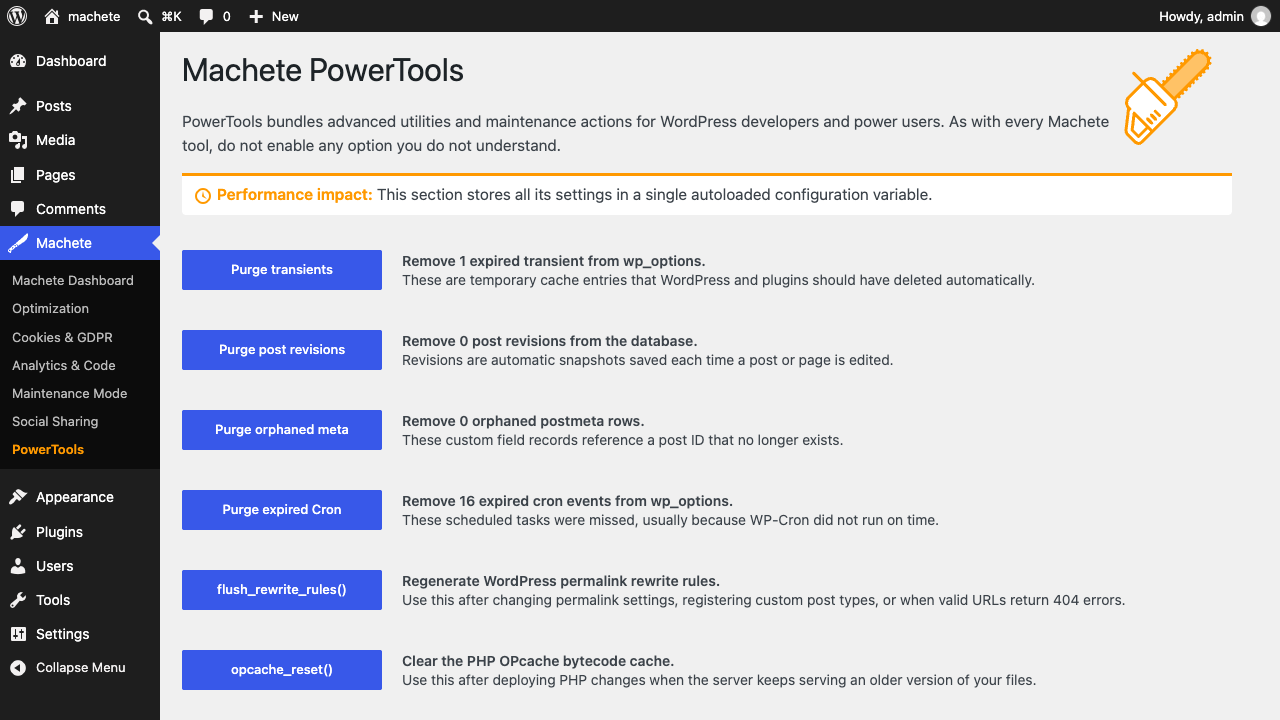 machete
⌘K
0
New
Howdy, admin
Dashboard
Posts
Media
Pages
Comments
Machete
Machete Dashboard
Optimization
Cookies & GDPR
Analytics & Code
Maintenance Mode
Social Sharing
PowerTools
Appearance
Plugins
Users
Tools
Settings
Collapse Menu
Machete PowerTools
PowerTools bundles advanced utilities and maintenance actions for WordPress developers and power users. As with every Machete
tool, do not enable any option you do not understand.
Performance impact: This section stores all its settings in a single autoloaded configuration variable.
Purge transients
Remove 1 expired transient from wp_options.
These are temporary cache entries that WordPress and plugins should have deleted automatically.
Purge post revisions
Remove 0 post revisions from the database.
Revisions are automatic snapshots saved each time a post or page is edited.
Purge orphaned meta
Remove 0 orphaned postmeta rows.
These custom field records reference a post ID that no longer exists.
Purge expired Cron
Remove 16 expired cron events from wp_options.
These scheduled tasks were missed, usually because WP-Cron did not run on time.
flush_rewrite_rules()
Regenerate WordPress permalink rewrite rules.
Use this after changing permalink settings, registering custom post types, or when valid URLs return 404 errors.
opcache_reset()
Clear the PHP OPcache bytecode cache.
Use this after deploying PHP changes when the server keeps serving an older version of your files.